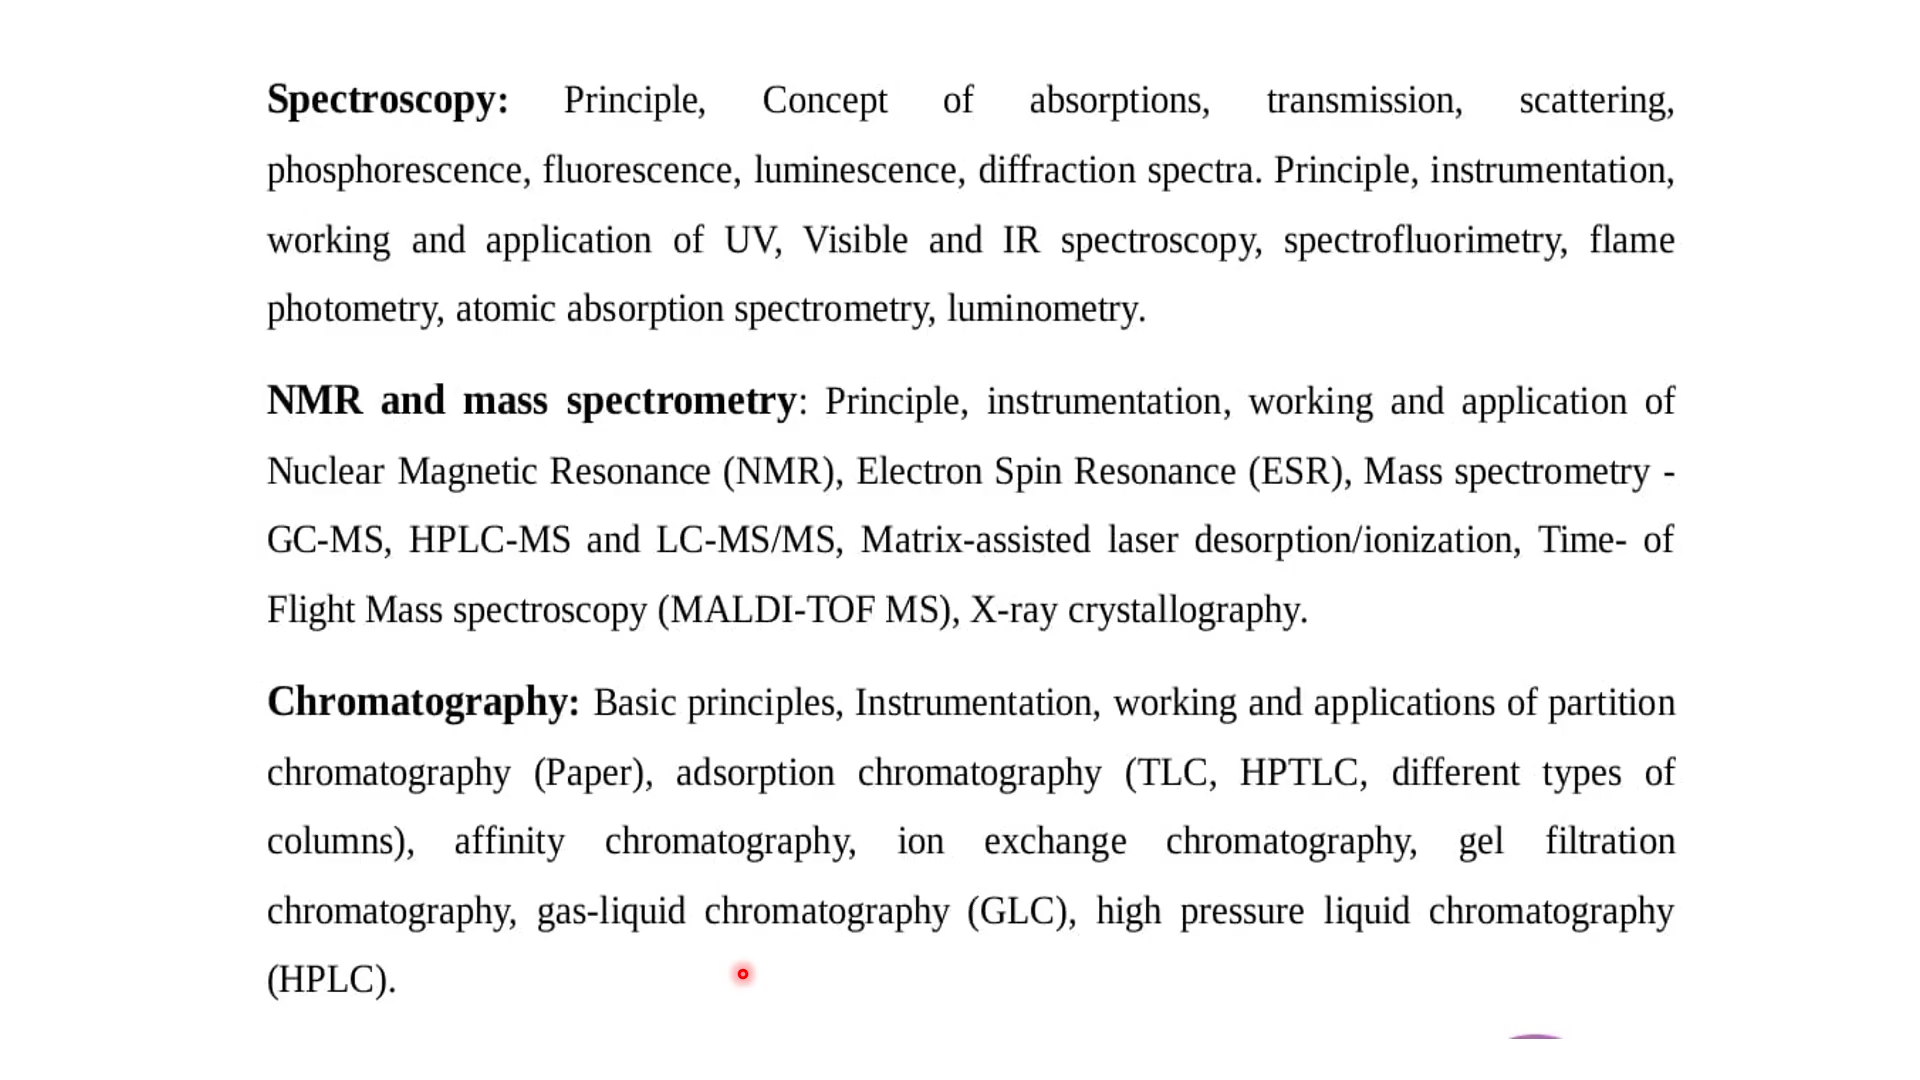 Spectroscopy: Principle, Concept of absorptions, transmission, scattering,
phosphorescence, fluorescence, luminescence, diffraction spectra. Principle, instrumentation,
working and application of UV, Visible and IR spectroscopy, spectrofluorimetry, flame
photometry, atomic absorption spectrometry, luminometry.
NMR and mass spectrometry: Principle, instrumentation, working and application of
Nuclear Magnetic Resonance (NMR), Electron Spin Resonance (ESR), Mass spectrometry -
GC-MS, HPLC-MS and LC-MS/MS, Matrix-assisted laser desorption/ionization, Time- of
Flight Mass spectroscopy (MALDI-TOF MS), X-ray crystallography.
Chromatography: Basic principles, Instrumentation, working and applications of partition
chromatography (Paper), adsorption chromatography (TLC, HPTLC, different types of
columns), affinity chromatography, ion exchange chromatography, gel filtration
chromatography, gas-liquid chromatography (GLC), high pressure liquid chromatography
(HPLC).